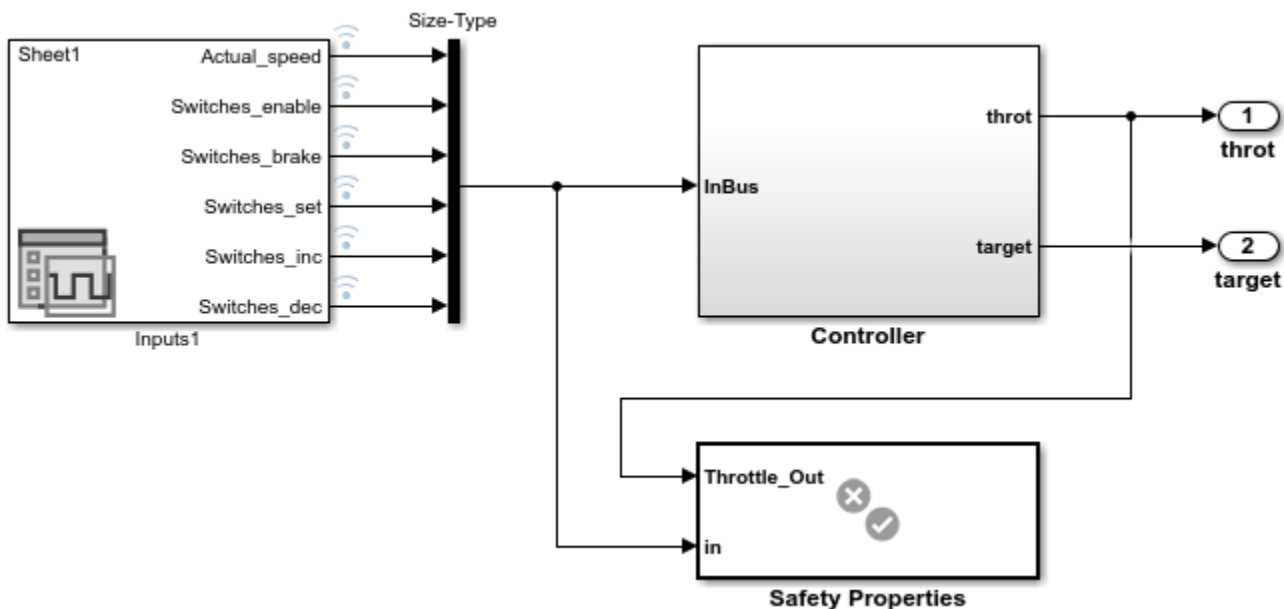 Size-Type
Sheet1
Actual_speed
Switches_enable
Switches_brake
Switches_set
Switches_inc
Switches_dec
Inputs1
InBus
throt
target
Controller
1
throt
2
target
Throttle_Out
in
Safety Properties